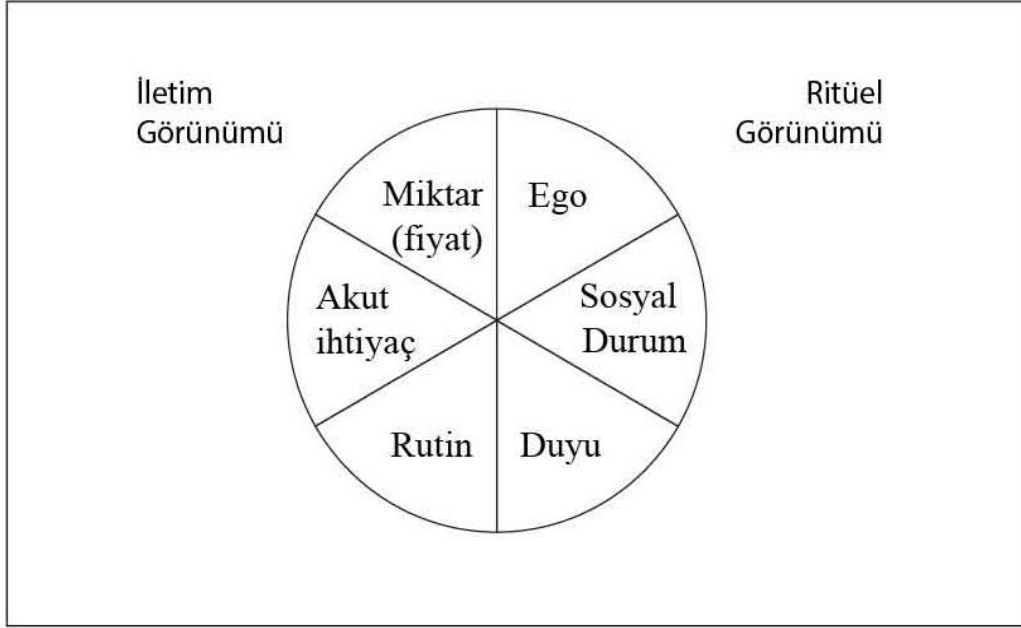 İletim
Görünümü
Ritüel
Görünümü
Miktar
(fiyat)
Ego
Akut
ihtiyaç
Sosyal
Durum
Rutin
Duyu